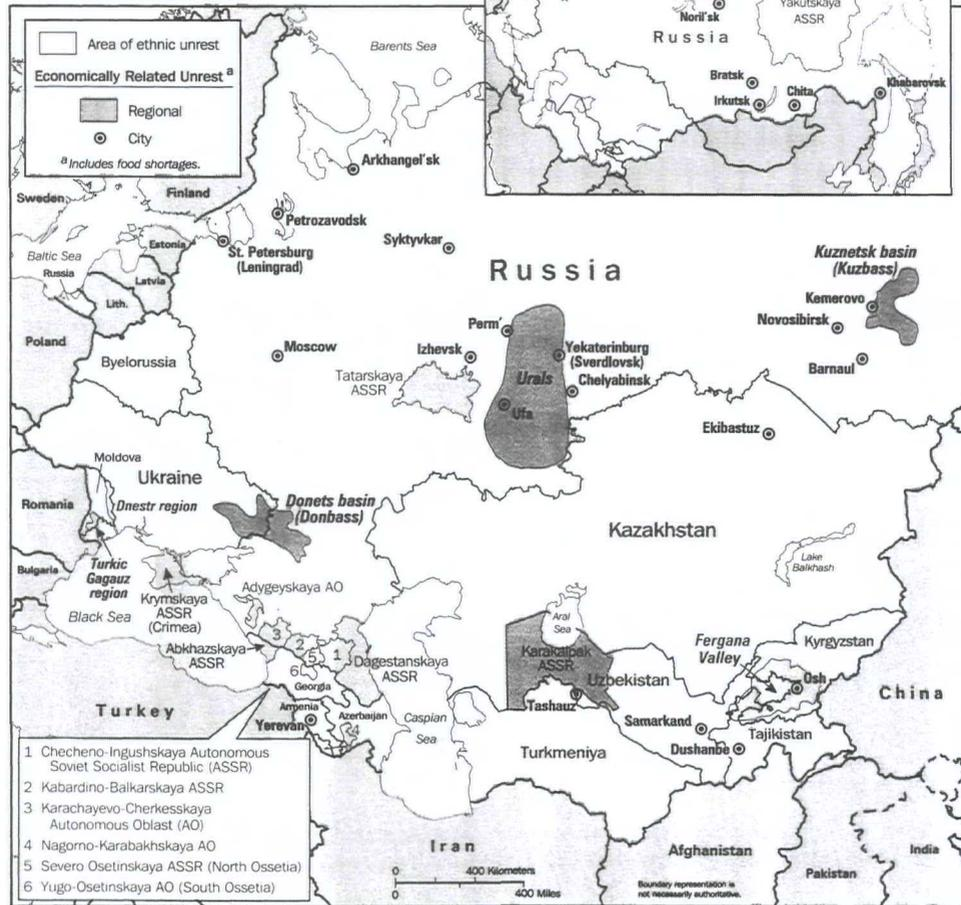 Area of ethnic unrest
Economically Related Unrest a
Regional
City
a Includes food shortages.
Barents Sea
Noril'sk
Yakutskaya
ASSR
Russia
Bratsk
Irkutsk
Chita
Khabarovsk
Arkhangel'sk
Sweden
Finland
Petrozavodsk
Syktyvkar
Estonia
St. Petersburg
(Leningrad)
Baltic Sea
Russia
Latvia
Lith.
Russia
Kuznetsk basin
(Kuzbass)
Kemerovo
Novosibirsk
Barnaul
Poland
Byelorussia
Moscow
Perm'
Izhevsk
Yekaterinburg
(Sverdlovsk)
Tatarskaya
ASSR
Urals
Chelyabinsk
Ufa
Ekibastuz
Moldova
Ukraine
Romania
Dnestr region
Donets basin
(Donbass)
Kazakhstan
Lake
Balkhash
Bulgaria
Turkic
Gagauz
region
Black Sea
Krymskaya
ASSR
(Crimea)
Adygeyskaya AO
Abkhazskaya
ASSR
3
2
5
1
6
Dagestanskaya
ASSR
Georgia
Aral
Sea
Karakalpak
ASSR
Uzbekistan
Fergana
Valley
Kyrgyzstan
Osh
China
Turkey
Armenia
Yerevan
Azerbaijan
4
Caspian
Sea
Tashauz
Samarkand
Dushanbe
Tajikistan
Turkmeniya
1 Checheno-Ingushskaya Autonomous
Soviet Socialist Republic (ASSR)
2 Kabardino-Balkarskaya ASSR
3 Karachayevo-Cherkesskaya
Autonomous Oblast (AO)
4 Nagorno-Karabakhskaya AO
5 Severo Osetinskaya ASSR (North Ossetia)
6 Yugo-Osetinskaya AO (South Ossetia)
Iran
Afghanistan
Pakistan
India
0 400 Kilometers
0 400 Miles
Boundary representation is
not necessarily authoritative.